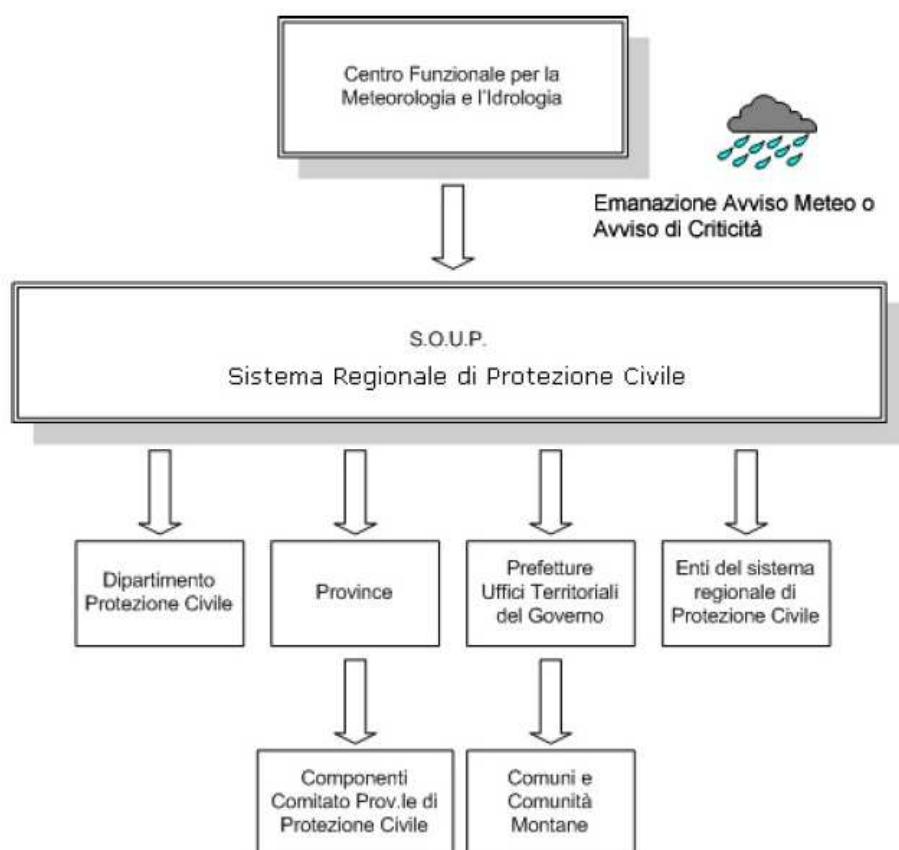 Centro Funzionale per la
Meteorologia e l'Idrologia
Emanazione Avviso Meteo o
Avviso di Criticità
S.O.U.P.
Sistema Regionale di Protezione Civile
Dipartimento
Protezione Civile
Province
Prefetture
Uffici Territoriali
del Governo
Enti del sistema
regionale di
Protezione Civile
Componenti
Comitato Prov.le di
Protezione Civile
Comuni e
Comunità
Montane